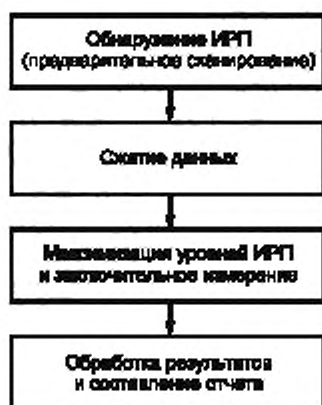 Обнаружение ИРП
(предварительное сканирование)
Сжатие данных
Максимизация уровней ИРП
и заключительное измерение
Обработка результатов
и составление отчета